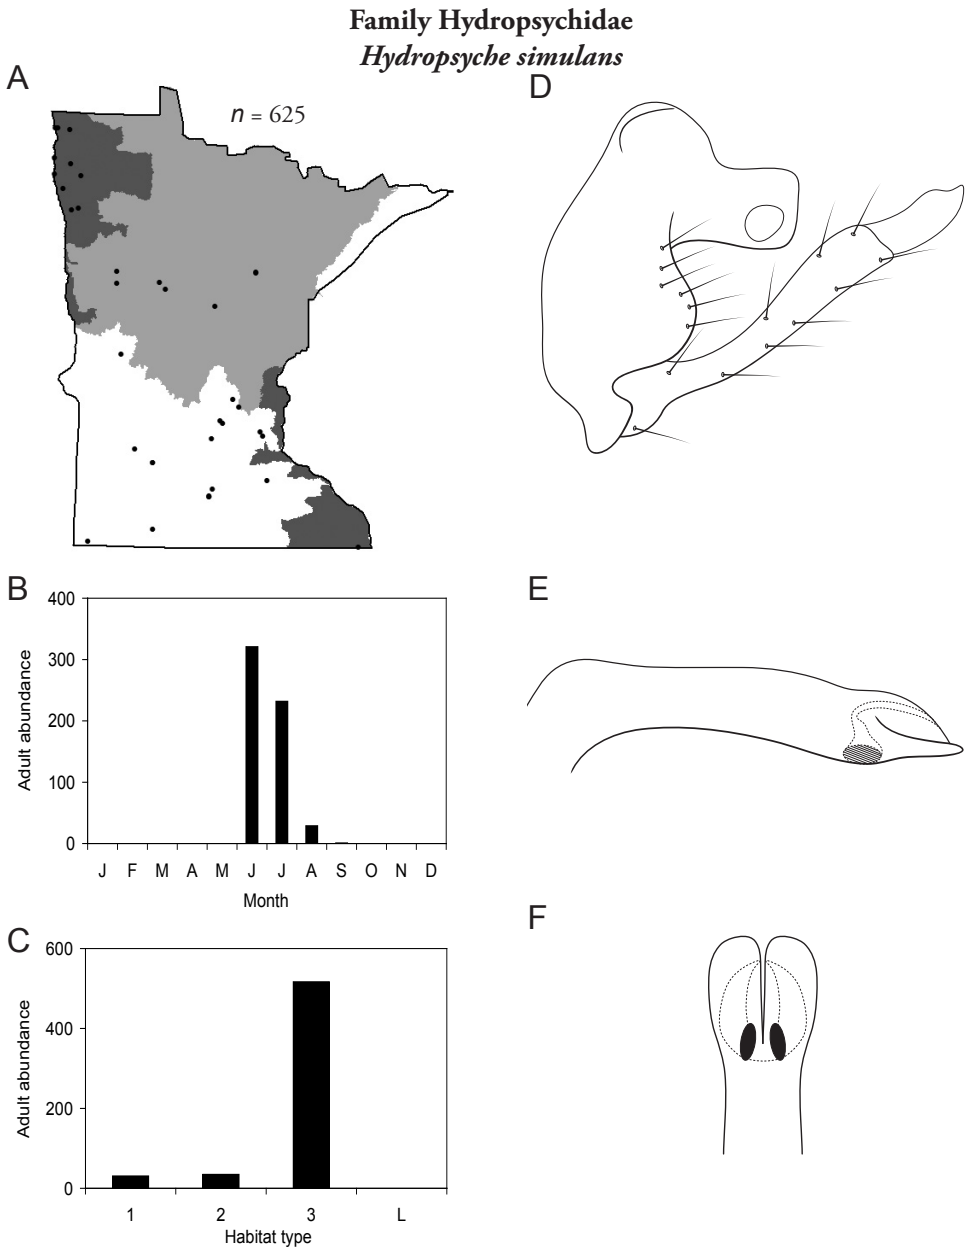 Family Hydropsychidae
Hydropsyche simulans
A
n = 625
D
B
400
300
200
100
0
Adult abundance
J F M A M J J A S O N D
Month
E
C
600
400
200
0
Adult abundance
1 2 3 L
Habitat type
F